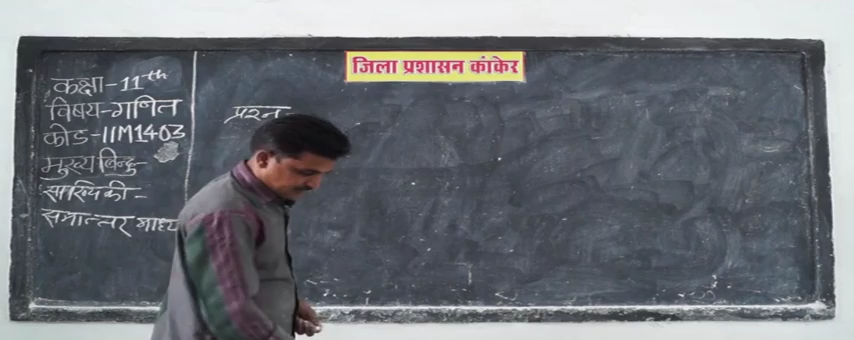 जिला प्रशासन कांकेर
कक्षा-11th
विषय-गणित
कोड-11M1403
मुख्य बिन्दु-
सांख्यिकी-
समान्तर माध्य
प्रश्न-